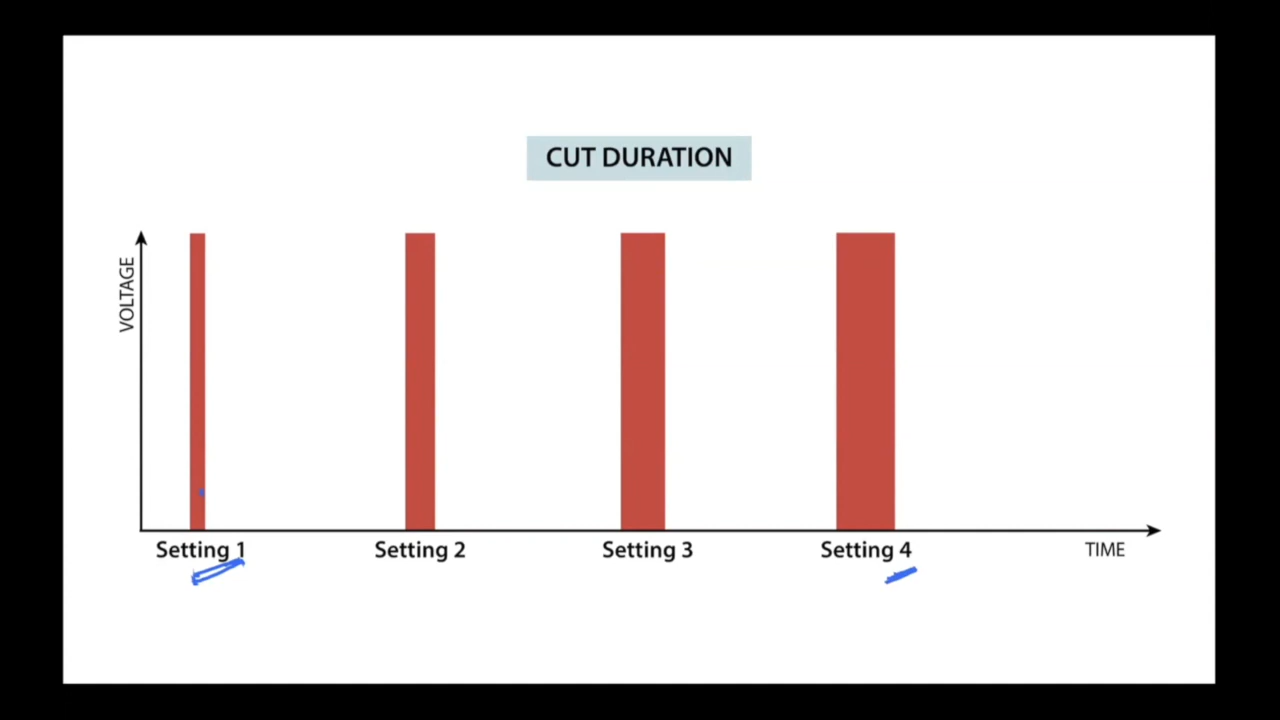 CUT DURATION
VOLTAGE
Setting 1
Setting 2
Setting 3
Setting 4
TIME